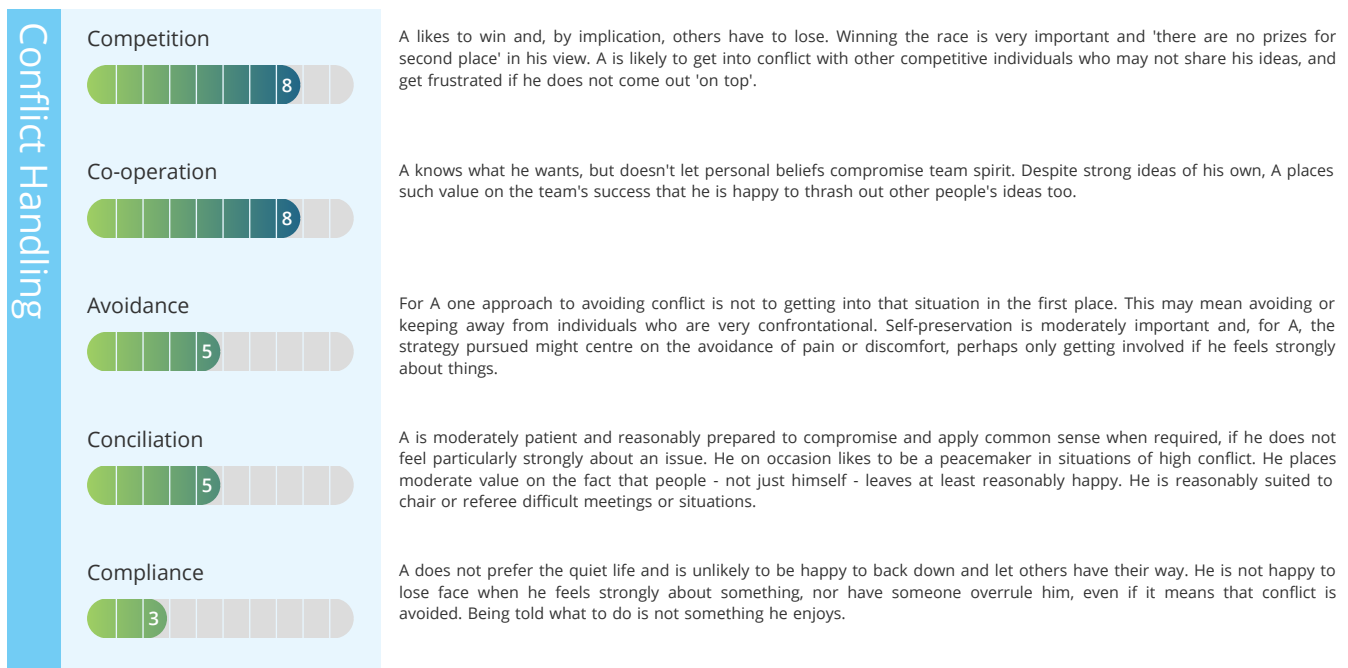 Conflict Handling
Competition
8
A likes to win and, by implication, others have to lose. Winning the race is very important and 'there are no prizes for
second place' in his view. A is likely to get into conflict with other competitive individuals who may not share his ideas, and
get frustrated if he does not come out 'on top'.
Co-operation
8
A knows what he wants, but doesn't let personal beliefs compromise team spirit. Despite strong ideas of his own, A places
such value on the team's success that he is happy to thrash out other people's ideas too.
Avoidance
5
For A one approach to avoiding conflict is not to getting into that situation in the first place. This may mean avoiding or
keeping away from individuals who are very confrontational. Self-preservation is moderately important and, for A, the
strategy pursued might centre on the avoidance of pain or discomfort, perhaps only getting involved if he feels strongly
about things.
Conciliation
5
A is moderately patient and reasonably prepared to compromise and apply common sense when required, if he does not
feel particularly strongly about an issue. He on occasion likes to be a peacemaker in situations of high conflict. He places
moderate value on the fact that people - not just himself - leaves at least reasonably happy. He is reasonably suited to
chair or referee difficult meetings or situations.
Compliance
3
A does not prefer the quiet life and is unlikely to be happy to back down and let others have their way. He is not happy to
lose face when he feels strongly about something, nor have someone overrule him, even if it means that conflict is
avoided. Being told what to do is not something he enjoys.